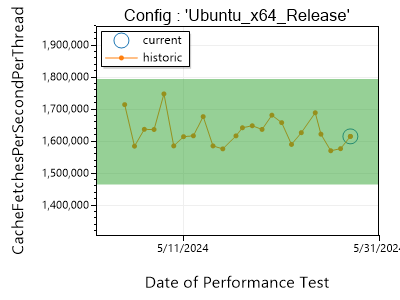 Config : 'Ubuntu_x64_Release'
current
historic
CacheFetchesPerSecondPerThread
1,900,000
1,800,000
1,700,000
1,600,000
1,500,000
1,400,000
5/11/2024
5/31/2024
Date of Performance Test